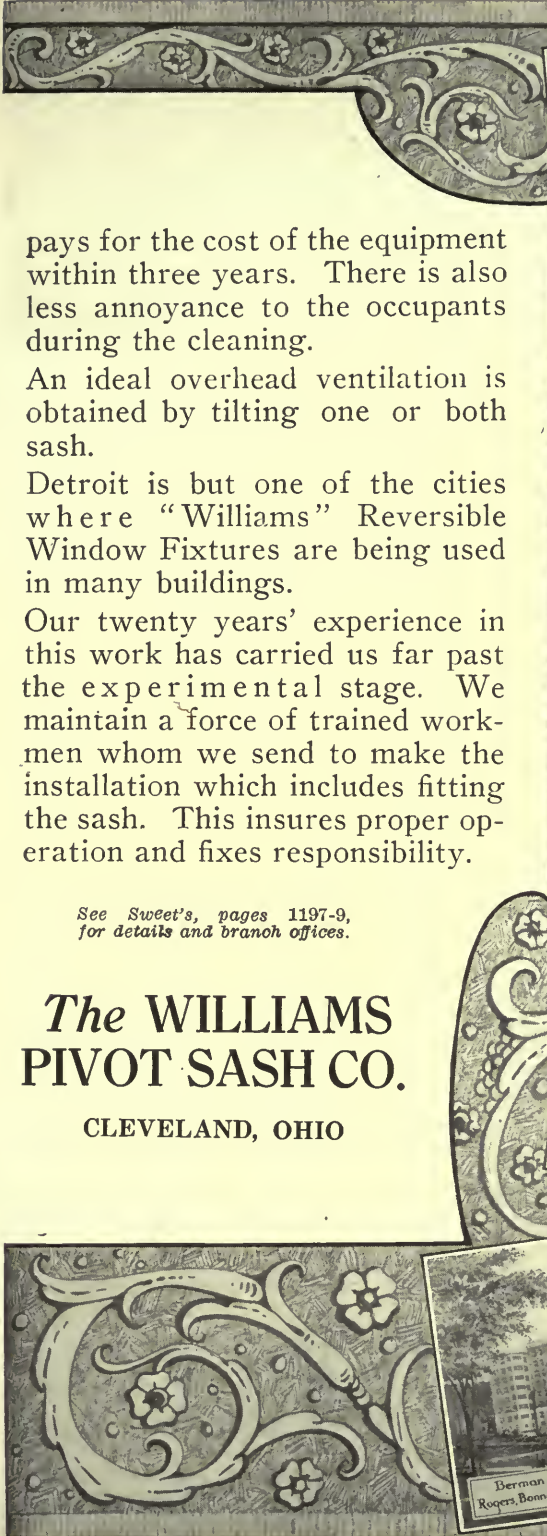 pays for the cost of the equipment
within three years. There is also
less annoyance to the occupants
during the cleaning.
An ideal overhead ventilation is
obtained by tilting one or both
sash.
Detroit is but one of the cities
where “Williams” Reversible
Window Fixtures are being used
in many buildings.
Our twenty years’ experience in
this work has carried us far past
the experimental stage. We
maintain a force of trained work-
men whom we send to make the
installation which includes fitting
the sash. This insures proper op-
eration and fixes responsibility.
See Sweet's, pages 1197-9,
for details and branch offices.
The WILLIAMS
PIVOT SASH CO.
CLEVELAND, OHIO
Berman
Rogers, Bonn